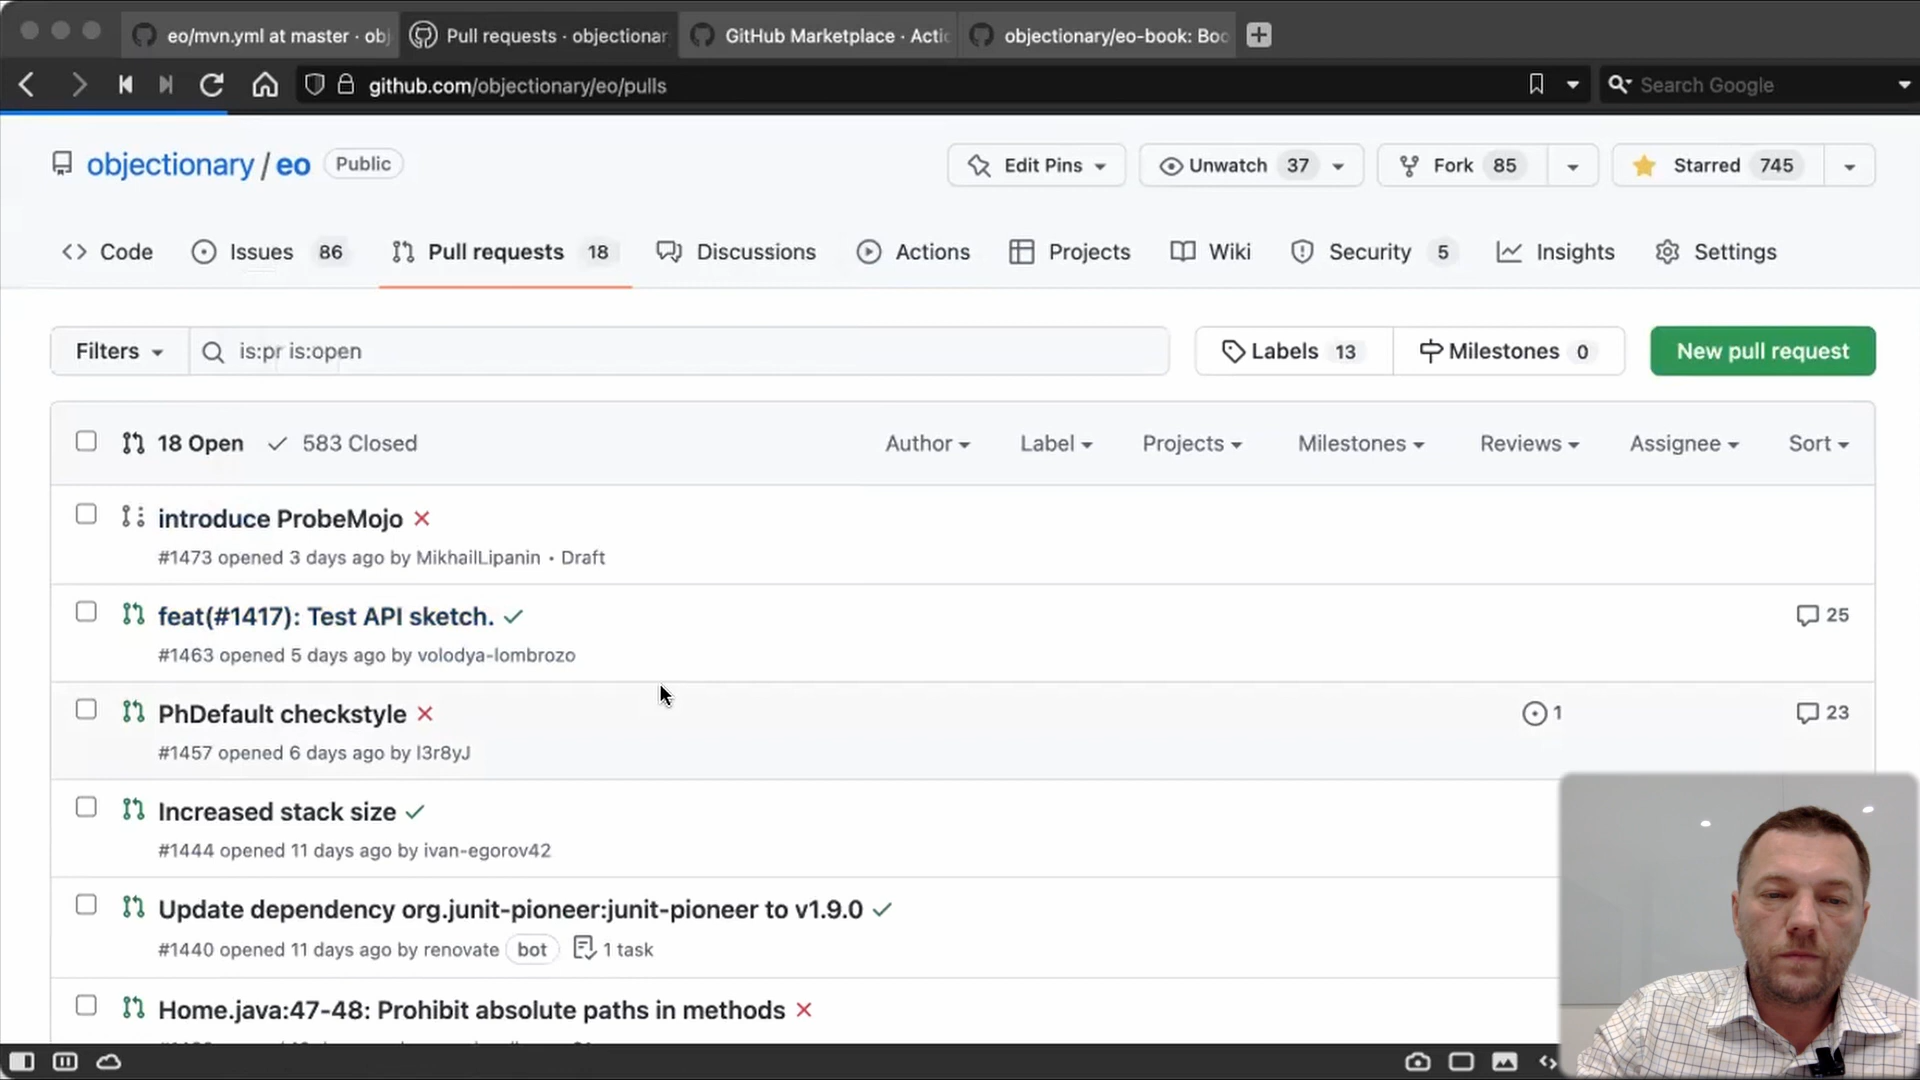 eo/mvn.yml at master · obj
Pull requests · objectionar
GitHub Marketplace · Actio
objectionary/eo-book: Boo
github.com/objectionary/eo/pulls
Search Google
objectionary / eo Public
Edit Pins
Unwatch 37
Fork 85
Starred 745
Code
Issues 86
Pull requests 18
Discussions
Actions
Projects
Wiki
Security 5
Insights
Settings
Filters
is:pr is:open
Labels 13
Milestones 0
New pull request
18 Open 583 Closed
Author
Label
Projects
Milestones
Reviews
Assignee
Sort
introduce ProbeMojo
#1473 opened 3 days ago by MikhailLipanin • Draft
feat(#1417): Test API sketch.
25
#1463 opened 5 days ago by volodya-lombrozo
PhDefault checkstyle
1
23
#1457 opened 6 days ago by l3r8yJ
Increased stack size
#1444 opened 11 days ago by ivan-egorov42
Update dependency org.junit-pioneer:junit-pioneer to v1.9.0
#1440 opened 11 days ago by renovate bot 1 task
Home.java:47-48: Prohibit absolute paths in methods